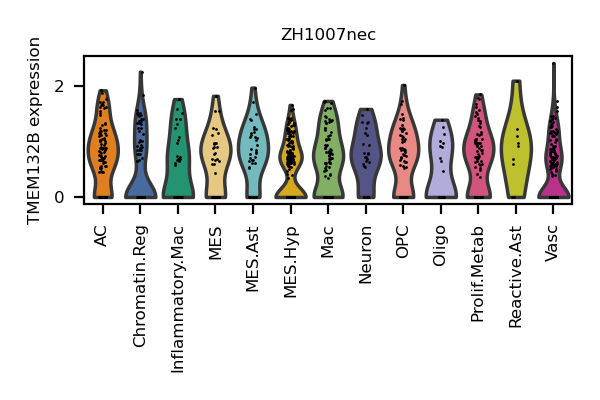 ZH1007nec
TMEM132B expression
2
0
AC
Chromatin.Reg
Inflammatory.Mac
MES
MES.Ast
MES.Hyp
Mac
Neuron
OPC
Oligo
Prolif.Metab
Reactive.Ast
Vasc